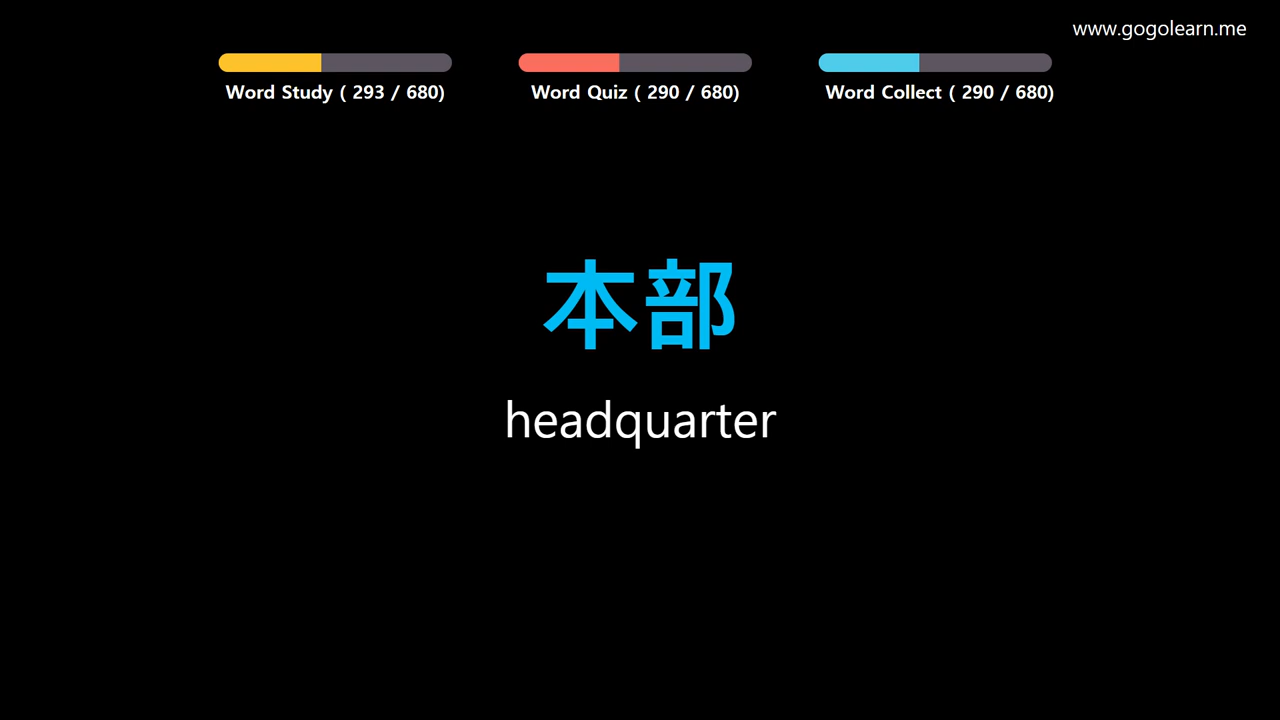 www.gogolearn.me
Word Study ( 293 / 680)
Word Quiz ( 290 / 680)
Word Collect ( 290 / 680)
本部
headquarter